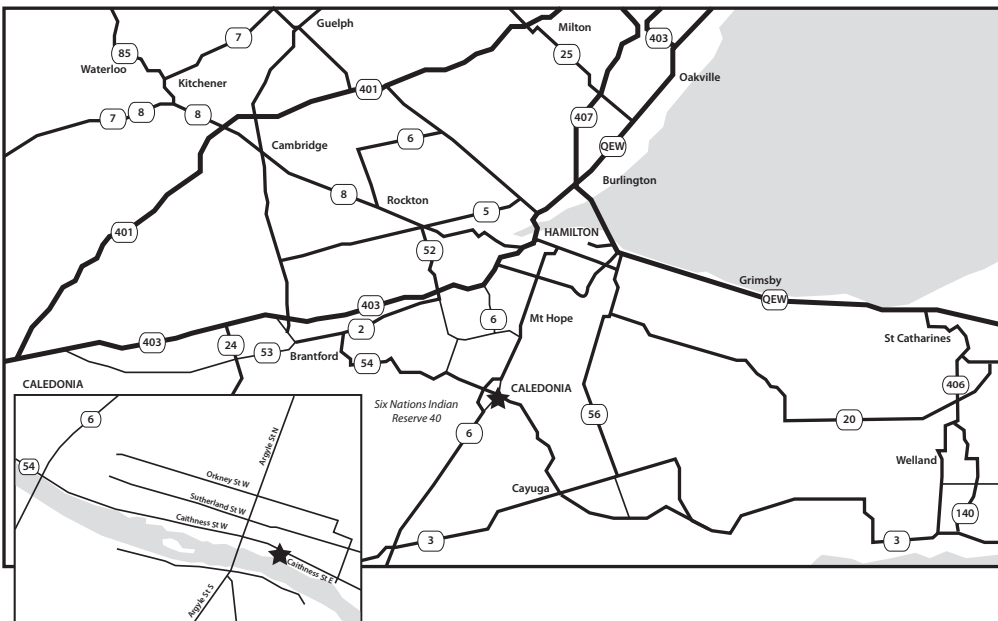 Guelph
Milton
403
7
85
25
Waterloo
Kitchener
Oakville
401
7
8
8
407
6
Cambridge
QEW
Burlington
8
Rockton
5
401
HAMILTON
52
Grimsby
QEW
403
6
Mt Hope
2
403
24
53
Brantford
54
St Catharines
CALEDONIA
CALEDONIA
406
Six Nations Indian
Reserve 40
56
20
6
6
Argyle St N
Welland
54
Orkney St W
Cayuga
Sutherland St W
140
Caithness St W
3
3
Caithness St E
Argyle St S